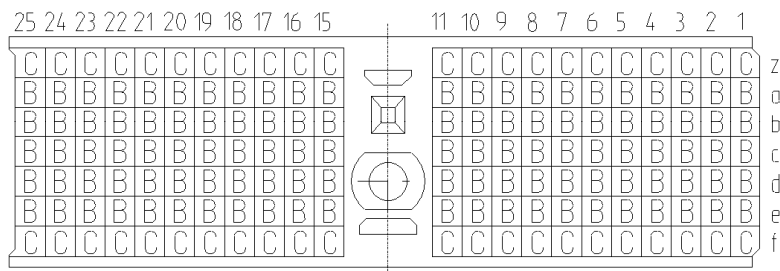 25 24 23 22 21 20 19 18 17 16 15 11 10 9 8 7 6 5 4 3 2 1
C C C C C C C C C C C C C C C C C C C C C C z
B B B B B B B B B B B B B B B B B B B B B B a
B B B B B B B B B B B B B B B B B B B B B B b
B B B B B B B B B B B B B B B B B B B B B B c
B B B B B B B B B B B B B B B B B B B B B B d
B B B B B B B B B B B B B B B B B B B B B B e
C C C C C C C C C C C C C C C C C C C C C C f